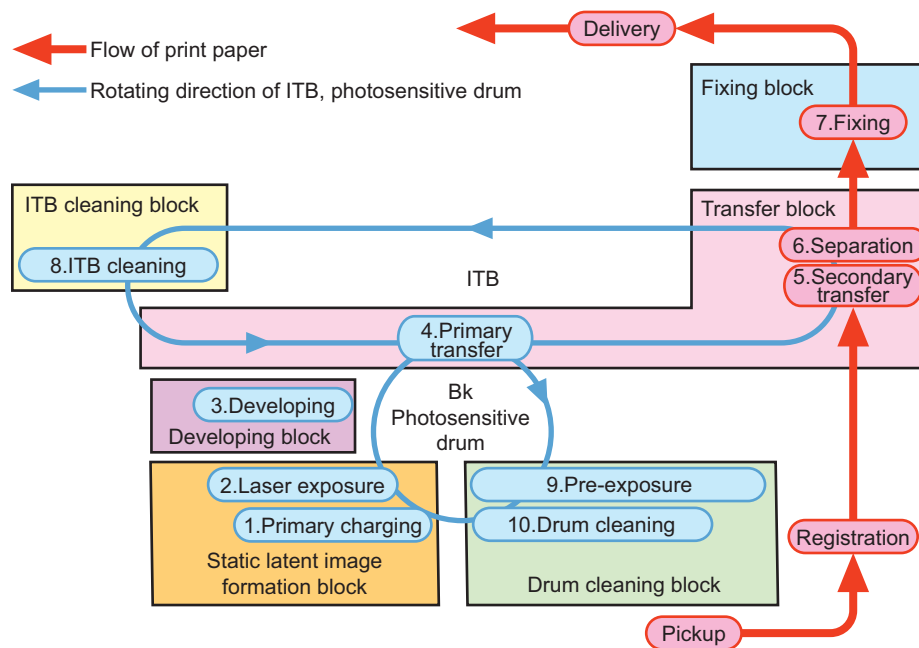 Delivery
Flow of print paper
Rotating direction of ITB, photosensitive drum
Fixing block
7.Fixing
ITB cleaning block
Transfer block
8.ITB cleaning
6.Separation
ITB
5.Secondary
transfer
4.Primary
transfer
3.Developing
Developing block
Bk
Photosensitive
drum
2.Laser exposure
9.Pre-exposure
1.Primary charging
10.Drum cleaning
Registration
Static latent image
formation block
Drum cleaning block
Pickup